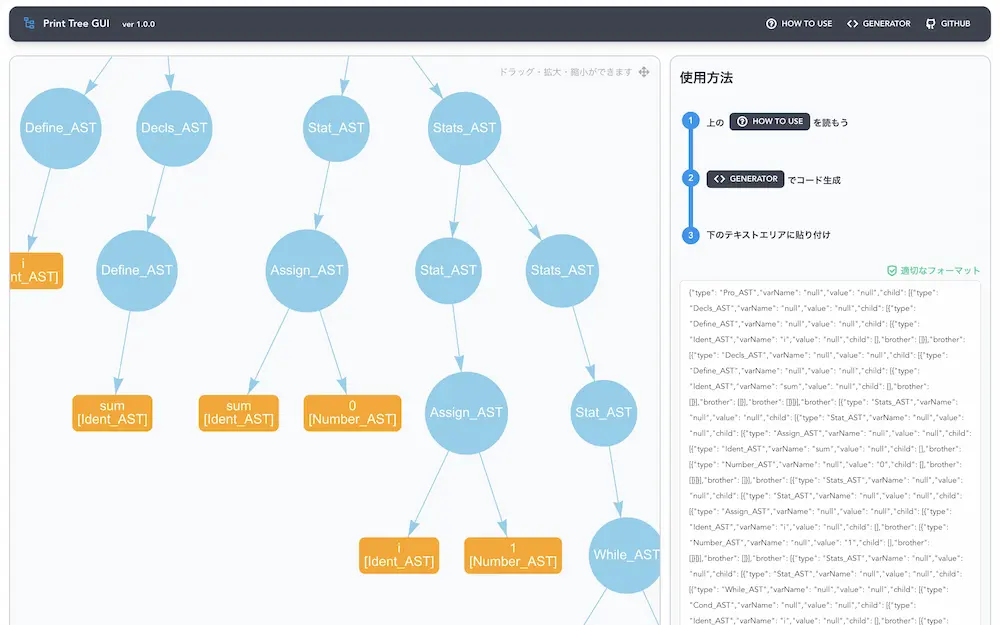 Print Tree GUI ver 1.0.0
HOW TO USE
GENERATOR
GITHUB
ドラッグ・拡大・縮小ができます
Define_AST
Decls_AST
Stat_AST
Stats_AST
i
nt_AST]
Define_AST
Assign_AST
Stat_AST
Stats_AST
sum
[Ident_AST]
sum
[Ident_AST]
0
[Number_AST]
Assign_AST
Stat_AST
i
[Ident_AST]
1
[Number_AST]
While_AST
使用方法
1 上の HOW TO USE を読もう
2 GENERATOR でコード生成
3 下のテキストエリアに貼り付け
適切なフォーマット
{"type": "Pro_AST","varName": "null","value": "null","child": [{"type":
"Decls_AST","varName": "null","value": "null","child": [{"type":
"Define_AST","varName": "null","value": "null","child": [{"type":
"Ident_AST","varName": "i","value": "null","child": [],"brother": []}],"brother":
[{"type": "Decls_AST","varName": "null","value": "null","child": [{"type":
"Define_AST","varName": "null","value": "null","child": [{"type":
"Ident_AST","varName": "sum","value": "null","child": [],"brother":
[]}],"brother": []}],"brother": []}]}],"brother": [{"type": "Stats_AST","varName":
"null","value": "null","child": [{"type": "Stat_AST","varName": "null","value":
"null","child": [{"type": "Assign_AST","varName": "null","value": "null","child":
[{"type": "Ident_AST","varName": "sum","value": "null","child": [],"brother":
[{"type": "Number_AST","varName": "null","value": "0","child": [],"brother":
[]}]}],"brother": []}],"brother": [{"type": "Stats_AST","varName": "null","value":
"null","child": [{"type": "Stat_AST","varName": "null","value": "null","child":
[{"type": "Assign_AST","varName": "null","value": "null","child": [{"type":
"Ident_AST","varName": "i","value": "null","child": [],"brother": [{"type":
"Number_AST","varName": "null","value": "1","child": [],"brother":
[]}]}],"brother": []}],"brother": [{"type": "Stats_AST","varName": "null","value":
"null","child": [{"type": "Stat_AST","varName": "null","value": "null","child":
[{"type": "While_AST","varName": "null","value": "null","child": [{"type":
"Cond_AST","varName": "null","value": "null","child": [{"type":
"Ident_AST","varName": "i","value": "null","child": [],"brother": [{"type":